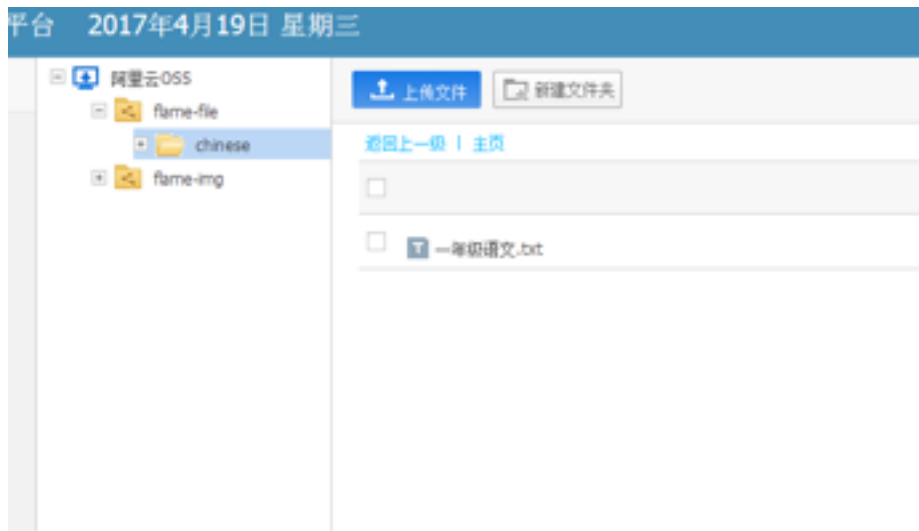 平台 2017年4月19日 星期三
阿里云OSS
flame-file
chinese
flame-img
上传文件
新建文件夹
返回上一级 | 主页
一年级语文.txt